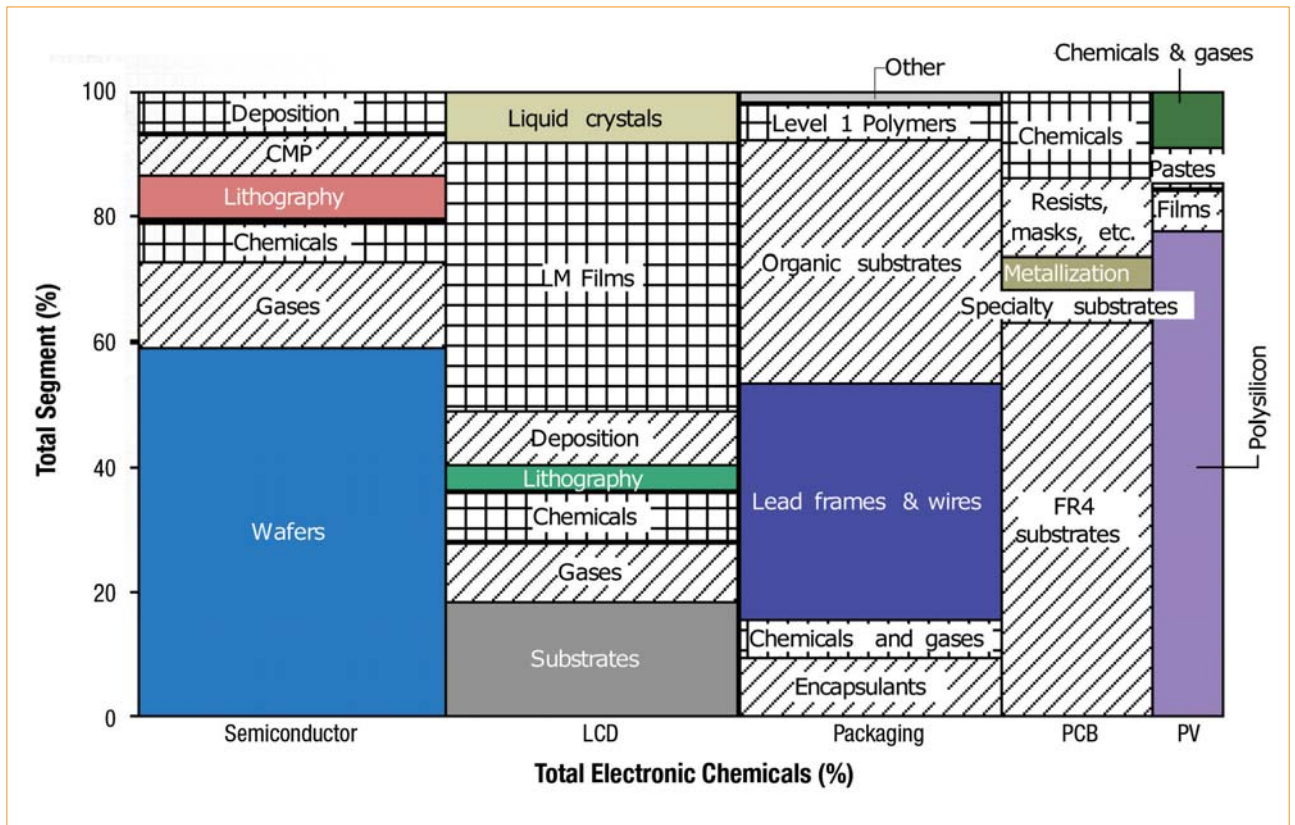 Chemicals & gases
Other
100
80
60
40
20
0
Total Segment (%)
Deposition
CMP
Lithography
Chemicals
Gases
Wafers
Liquid crystals
LM Films
Deposition
Lithography
Chemicals
Gases
Substrates
Level 1 Polymers
Organic substrates
Lead frames & wires
Chemicals and gases
Encapsulants
Chemicals
Resists,
masks, etc.
Metallization
Specialty substrates
FR4
substrates
Pastes
Films
Polysilicon
Semiconductor
LCD
Packaging
PCB
PV
Total Electronic Chemicals (%)